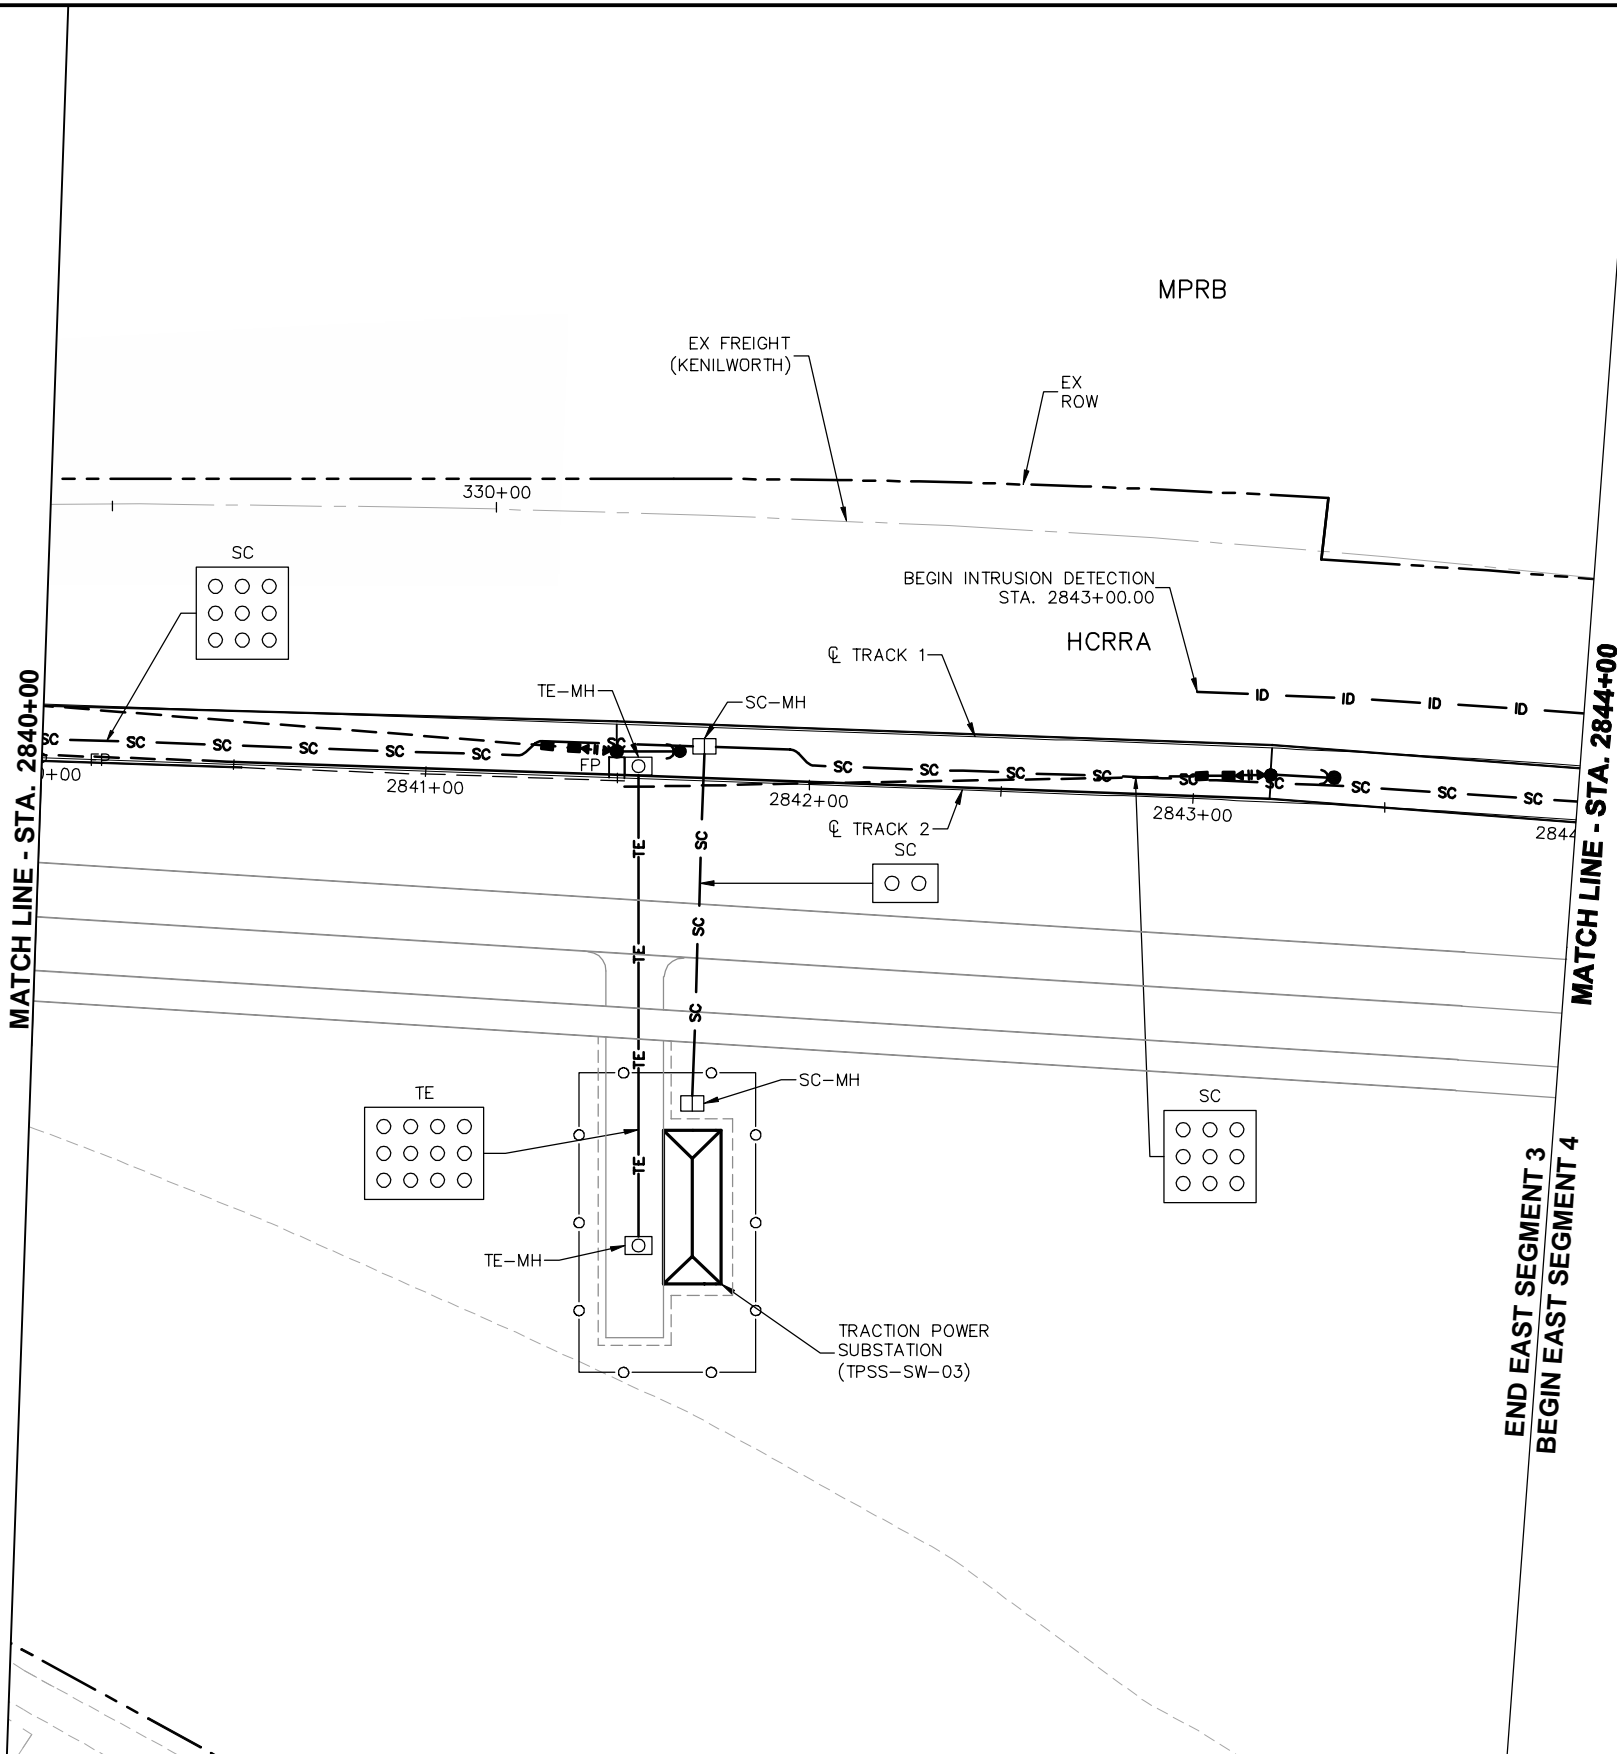 MPRB
EX FREIGHT
(KENILWORTH)
EX
ROW
330+00
SC
BEGIN INTRUSION DETECTION
STA. 2843+00.00
HCRRA
℄ TRACK 1
TE-MH
SC-MH
ID ID ID ID
SC SC SC SC SC SC SC
FP
FP
SC SC SC SC SC SC SC SC SC
+00
2841+00
2842+00
2843+00
2844
℄ TRACK 2
SC
TE
TE
TE
TE
SC
SC
SC
SC-MH
TE
SC
TE-MH
TRACTION POWER
SUBSTATION
(TPSS-SW-03)
MATCH LINE - STA. 2840+00
MATCH LINE - STA. 2844+00
END EAST SEGMENT 3
BEGIN EAST SEGMENT 4